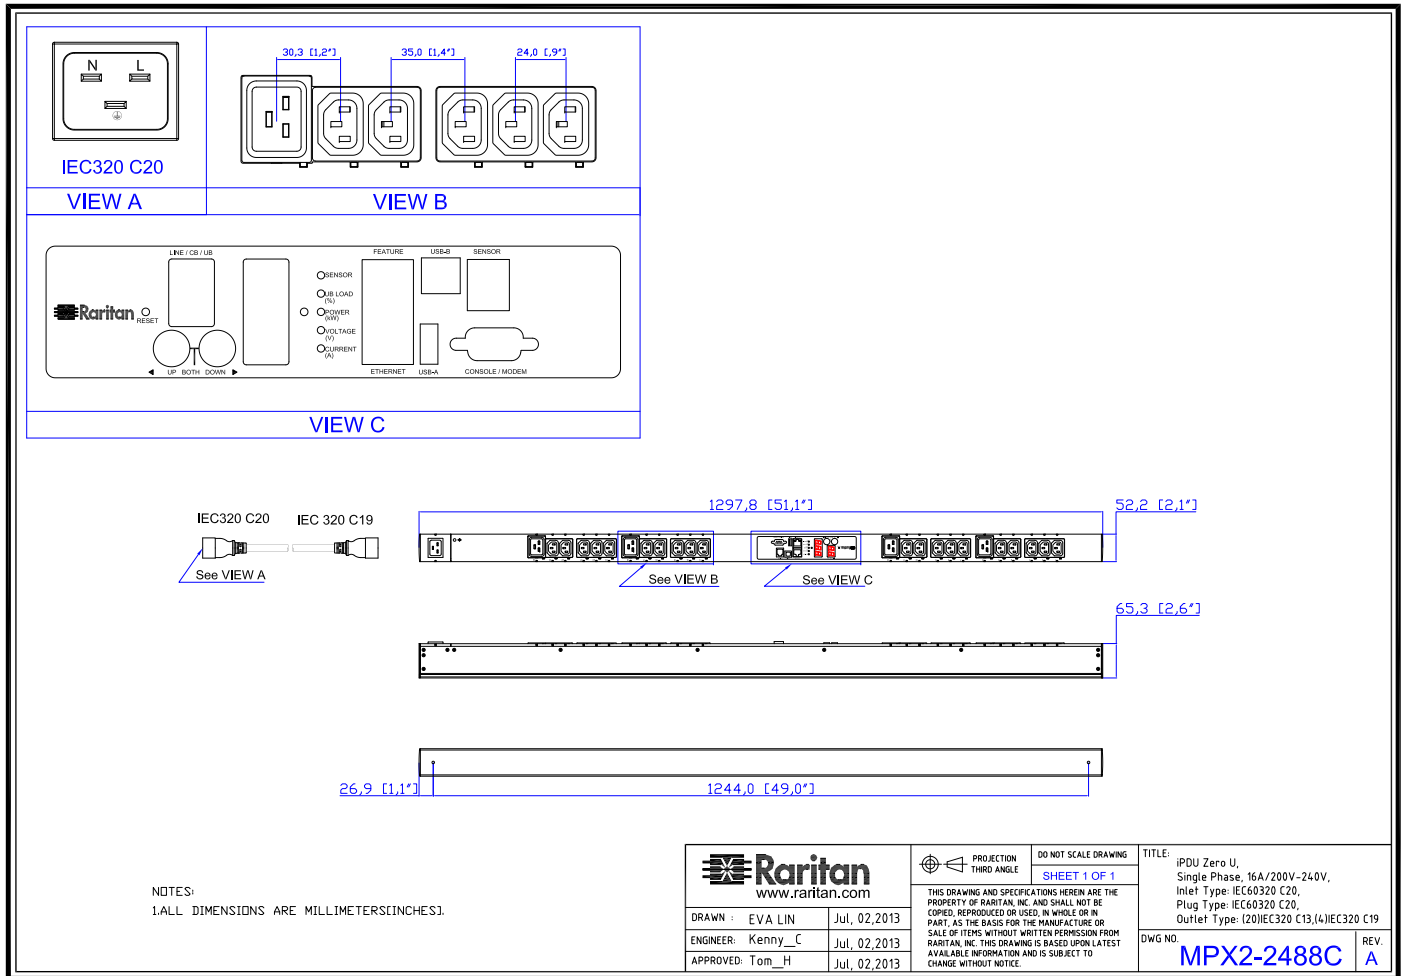 N L
IEC320 C20
VIEW A
30,3 [1,2"]
35,0 [1,4"]
24,0 [,9"]
VIEW B
LINE / CB / UB
Raritan
RESET
UP BOTH DOWN
SENSOR
UB LOAD
(%)
POWER
(kW)
VOLTAGE
(V)
CURRENT
(A)
FEATURE
ETHERNET
USB-B
USB-A
SENSOR
CONSOLE / MODEM
VIEW C
IEC320 C20
IEC 320 C19
See VIEW A
1297,8 [51,1"]
52,2 [2,1"]
See VIEW B
See VIEW C
65,3 [2,6"]
26,9 [1,1"]
1244,0 [49,0"]
NOTES:
1.ALL DIMENSIONS ARE MILLIMETERS[INCHES].
Raritan
www.raritan.com
DRAWN : EVA LIN Jul, 02,2013
ENGINEER: Kenny__C Jul, 02,2013
APPROVED: Tom__H Jul, 02,2013
PROJECTION
THIRD ANGLE
DO NOT SCALE DRAWING
SHEET 1 OF 1
THIS DRAWING AND SPECIFICATIONS HEREIN ARE THE
PROPERTY OF RARITAN, INC. AND SHALL NOT BE
COPIED, REPRODUCED OR USED, IN WHOLE OR IN
PART, AS THE BASIS FOR THE MANUFACTURE OR
SALE OF ITEMS WITHOUT WRITTEN PERMISSION FROM
RARITAN, INC. THIS DRAWING IS BASED UPON LATEST
AVAILABLE INFORMATION AND IS SUBJECT TO
CHANGE WITHOUT NOTICE.
TITLE:
iPDU Zero U,
Single Phase, 16A/200V-240V,
Inlet Type: IEC60320 C20,
Plug Type: IEC60320 C20,
Outlet Type: (20)IEC320 C13,(4)IEC320 C19
DWG NO.
MPX2-2488C
REV.
A